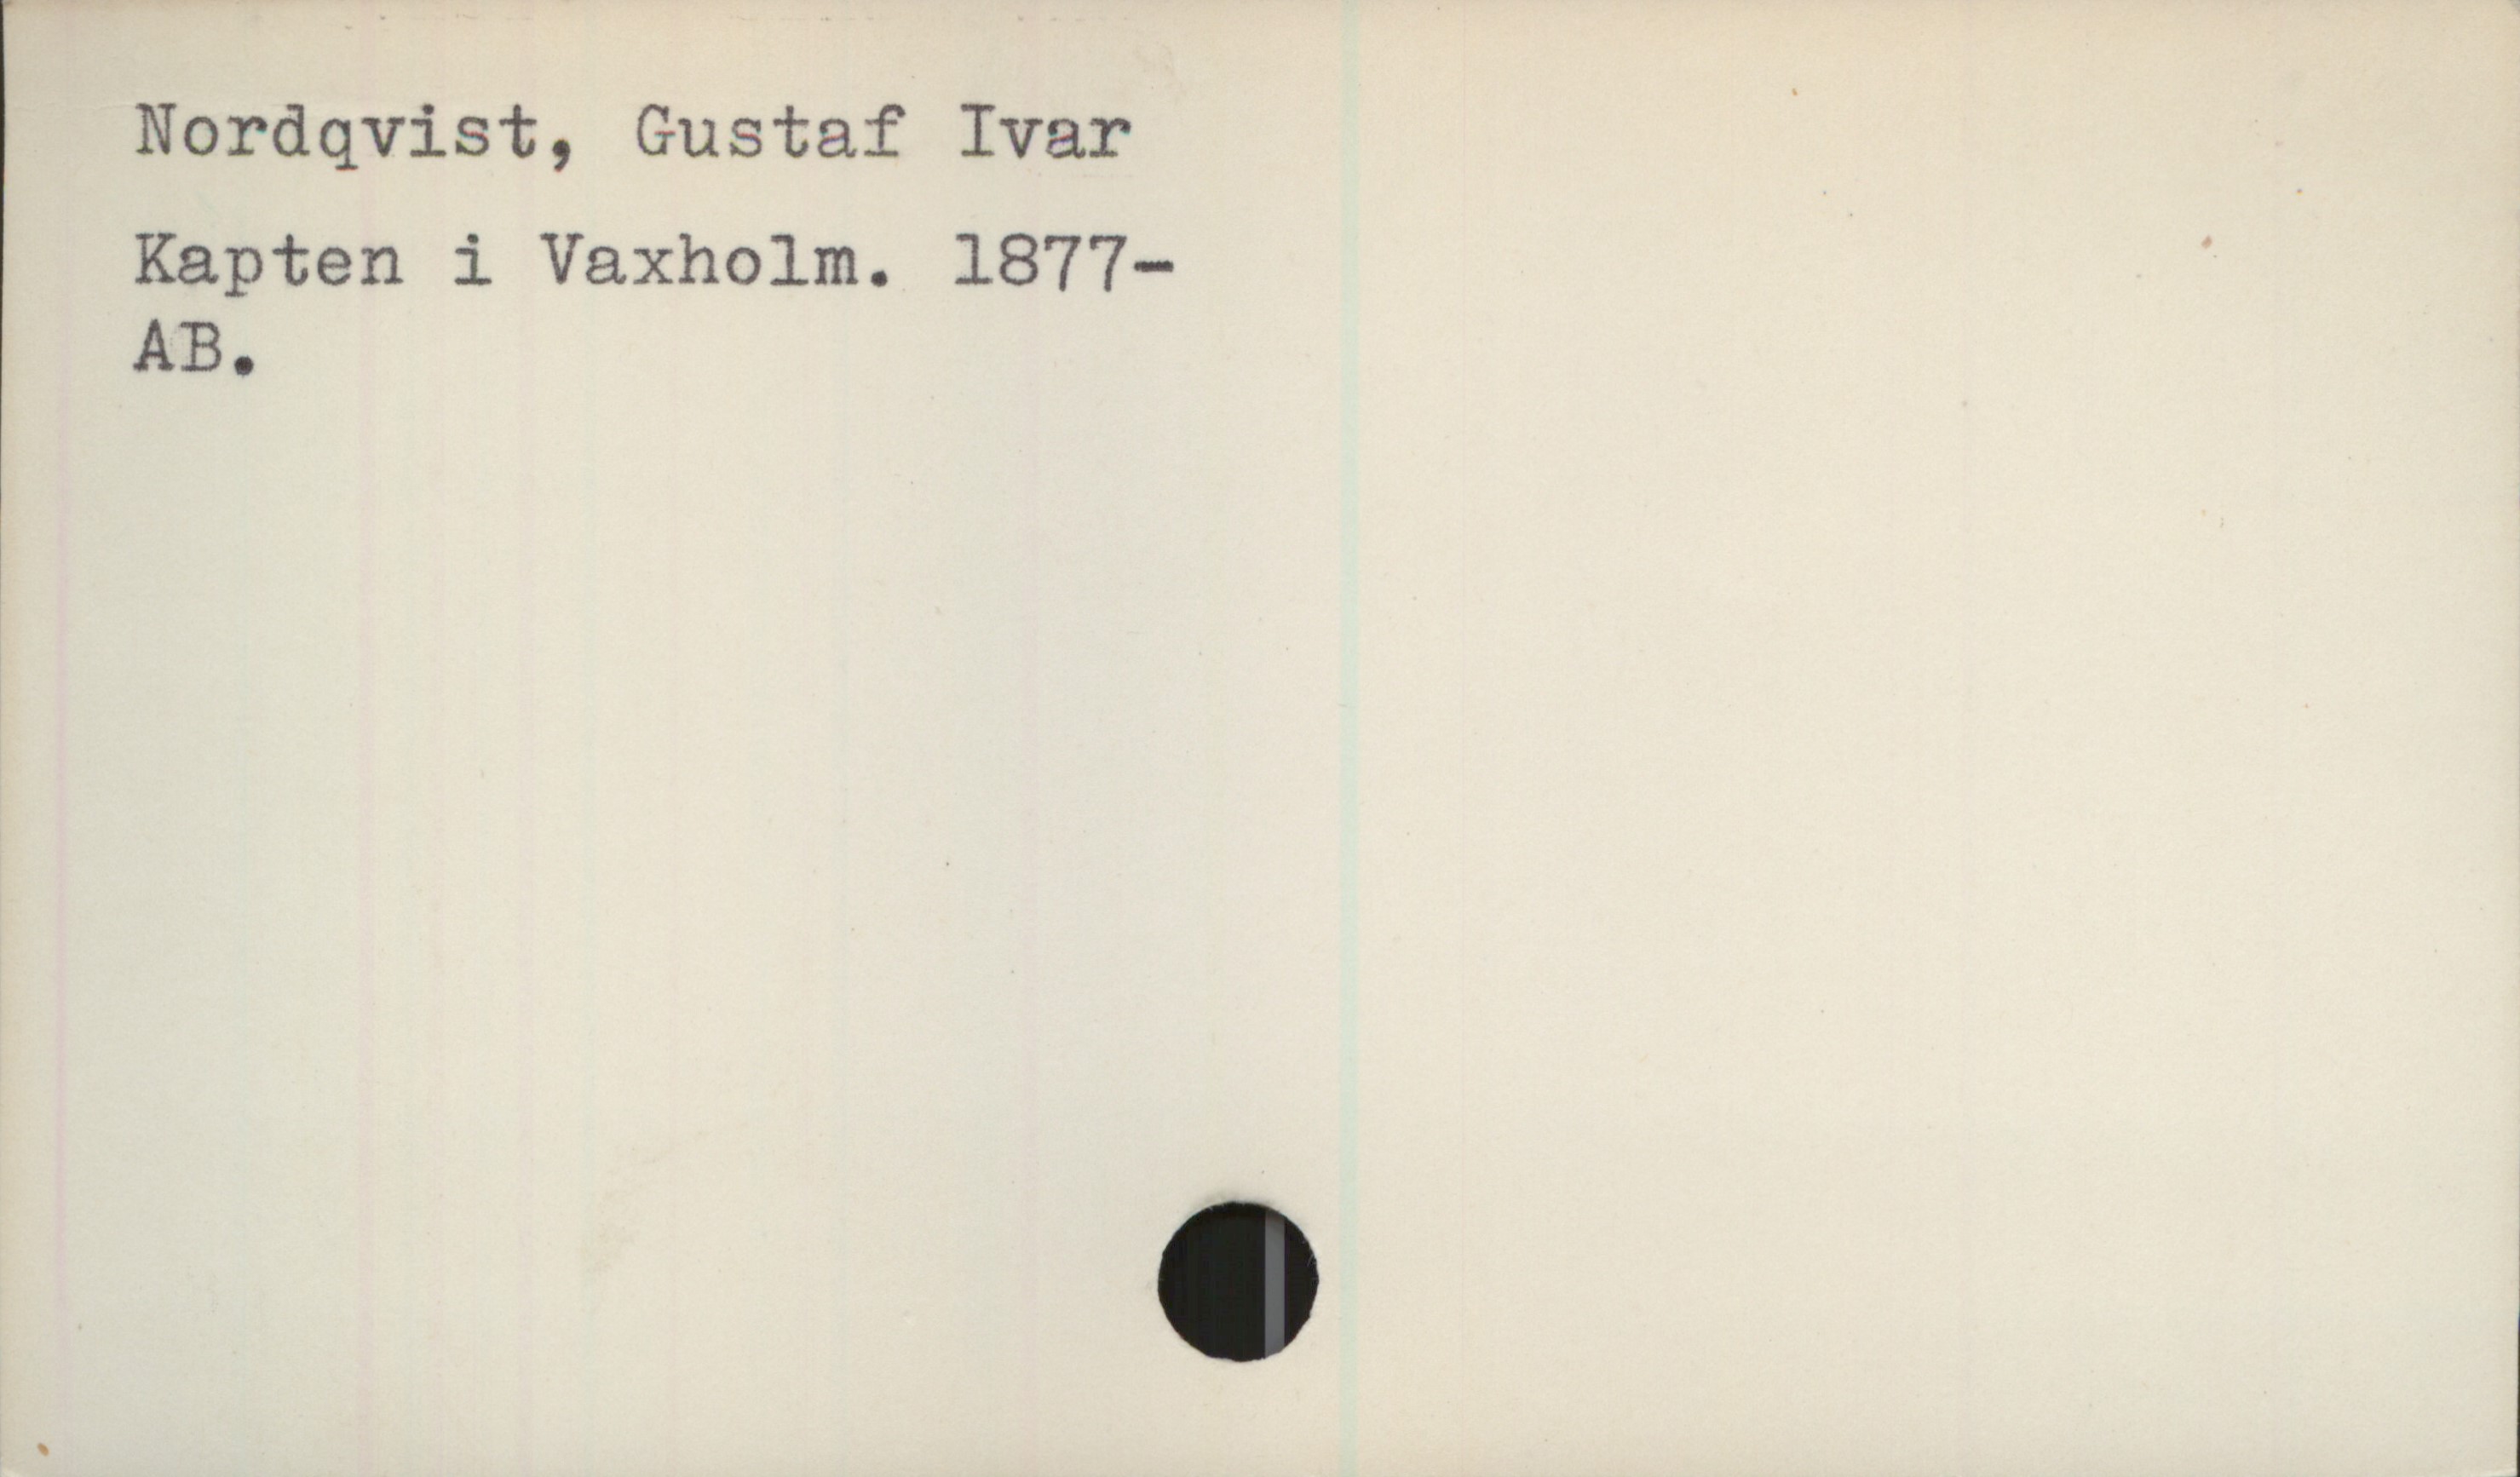 Nordqvist, Gustaf Ivar
Kapten i Vaxholm. 1877-
AB.